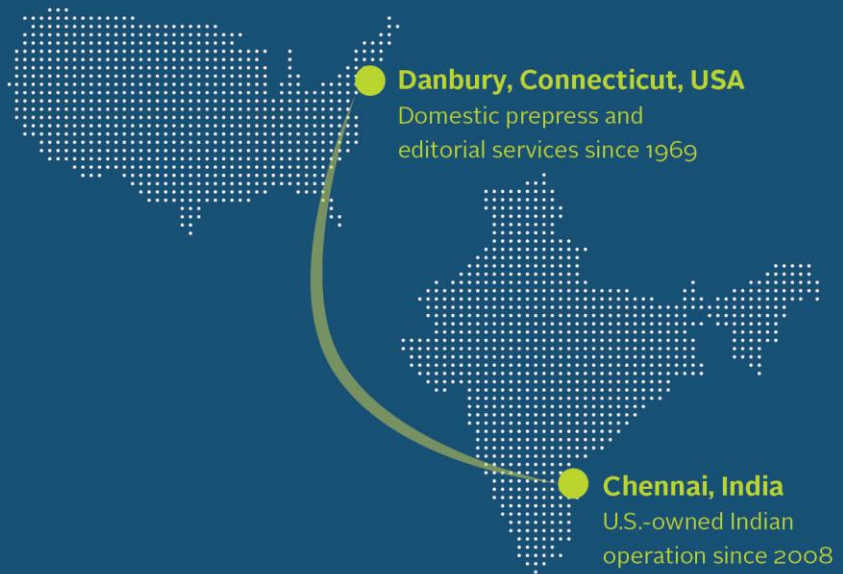 Danbury, Connecticut, USA
Domestic prepress and
editorial services since 1969
Chennai, India
U.S.-owned Indian
operation since 2008